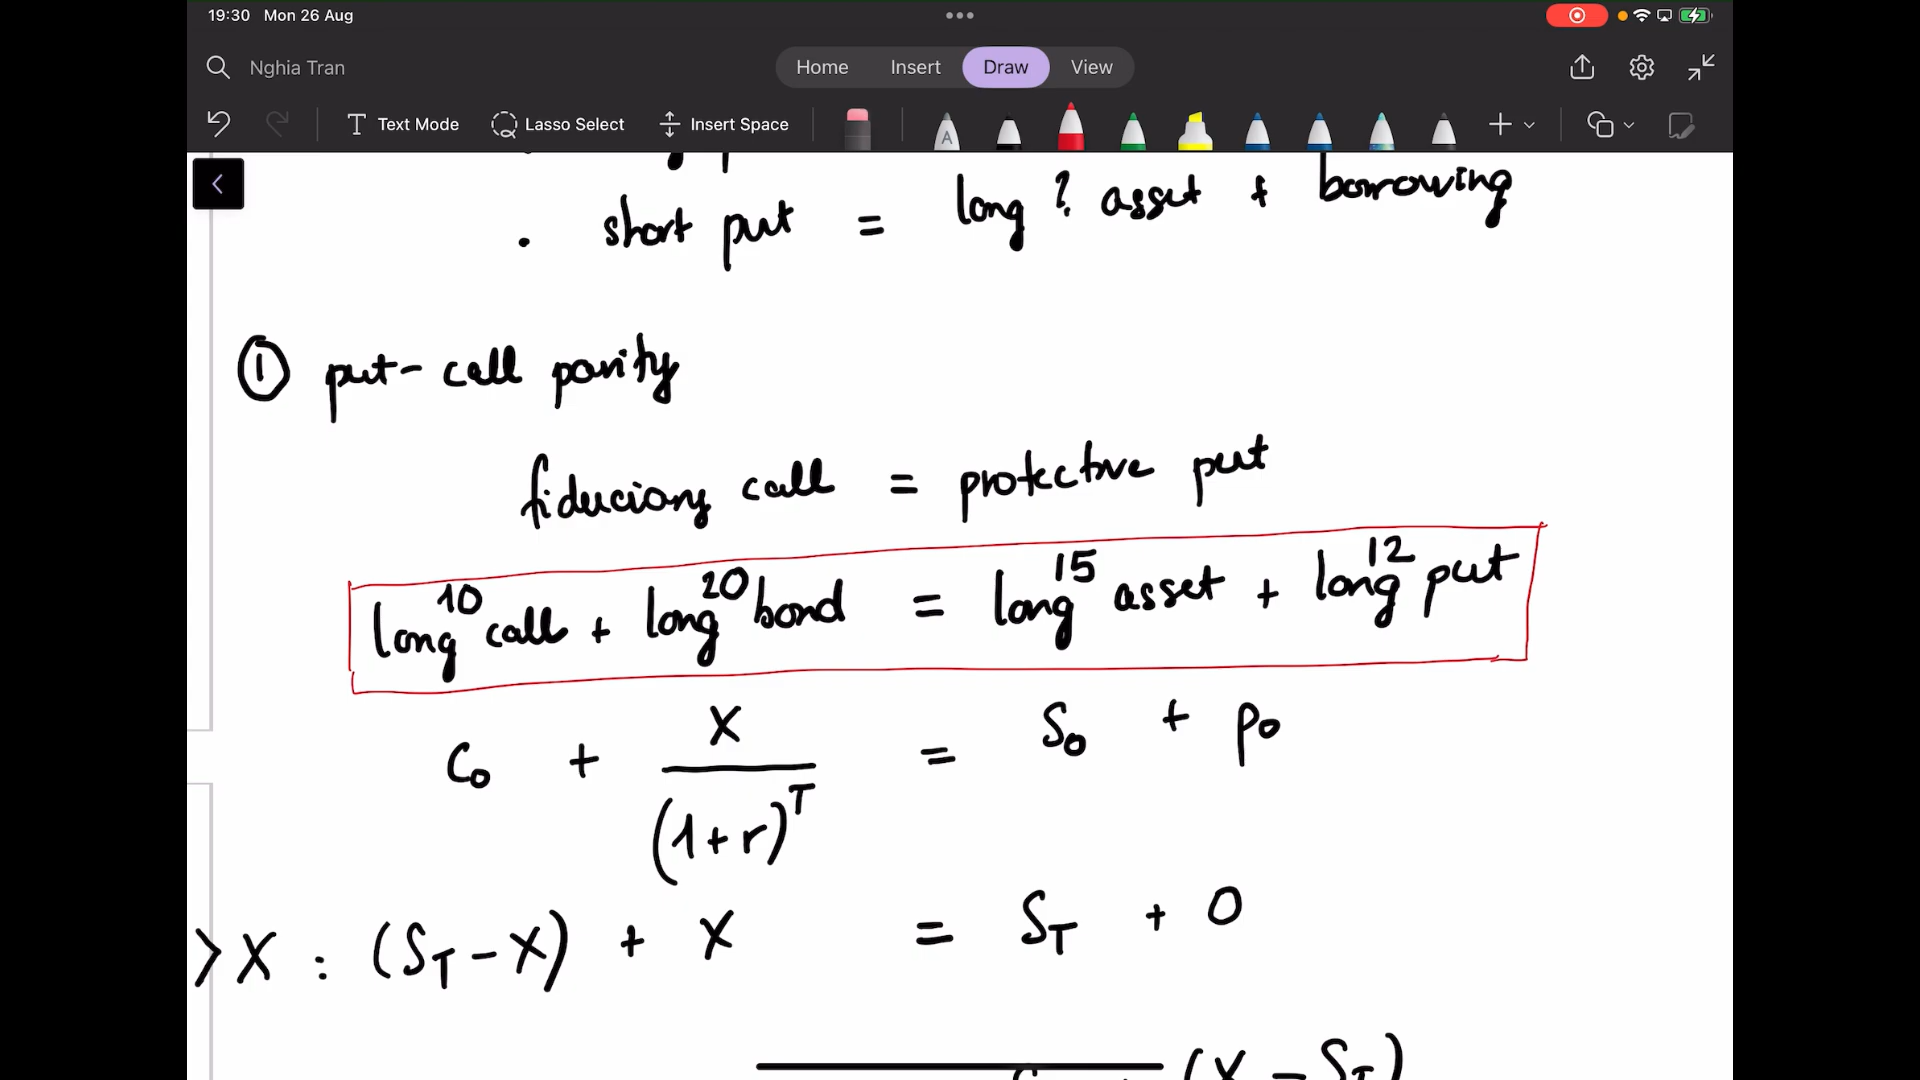 19:30 Mon 26 Aug
Nghia Tran Home Insert Draw View
Text Mode Lasso Select Insert Space
. short put = long ? asset + borrowing
① put-call parity
fiduciary call = protective put
10 20 15 12
long call + long bond = long asset + long put
C₀ + X / (1+r)^T = S₀ + p₀
> X : (S_T - X) + X = S_T + 0
(X - S_T)